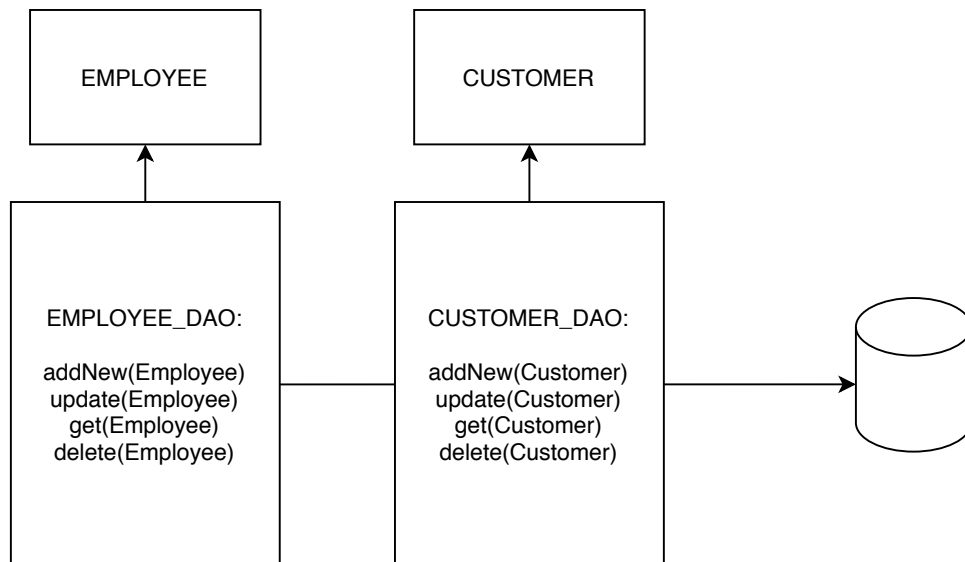 EMPLOYEE
CUSTOMER
EMPLOYEE_DAO:
addNew(Employee)
update(Employee)
get(Employee)
delete(Employee)
CUSTOMER_DAO:
addNew(Customer)
update(Customer)
get(Customer)
delete(Customer)